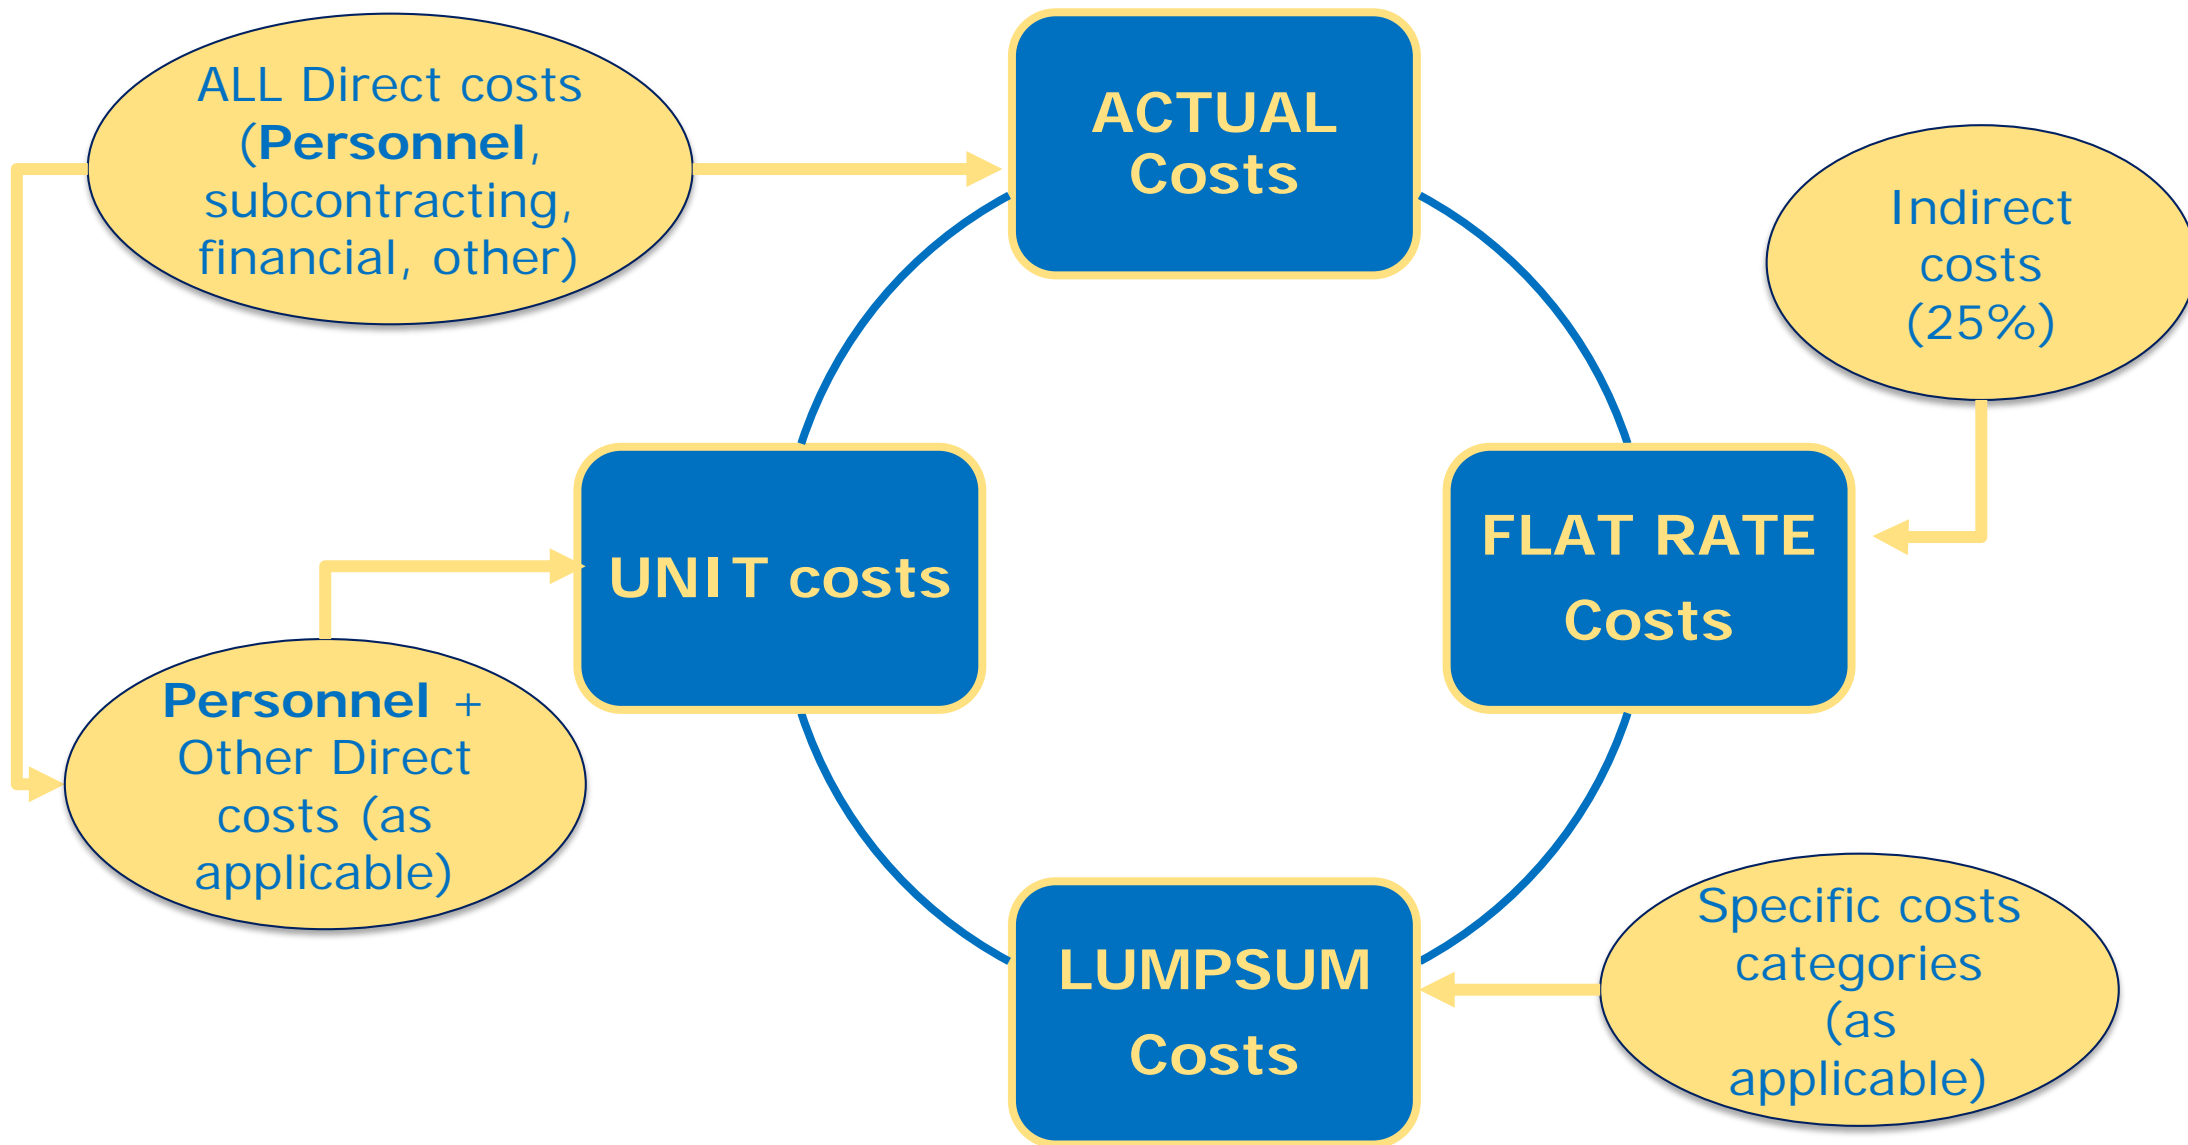 ALL Direct costs
(Personnel,
subcontracting,
financial, other)
ACTUAL
Costs
Indirect
costs
(25%)
UNIT costs
FLAT RATE
Costs
Personnel +
Other Direct
costs (as
applicable)
LUMPSUM
Costs
Specific costs
categories
(as
applicable)